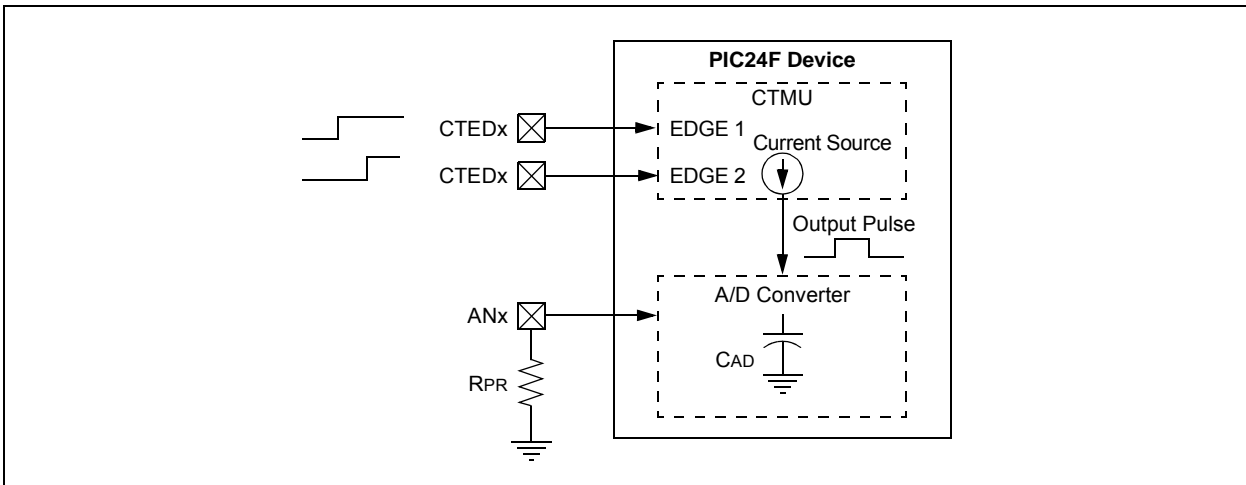 PIC24F Device
CTMU
CTEDx
EDGE 1
Current Source
CTEDx
EDGE 2
Output Pulse
A/D Converter
ANx
CAD
RPR